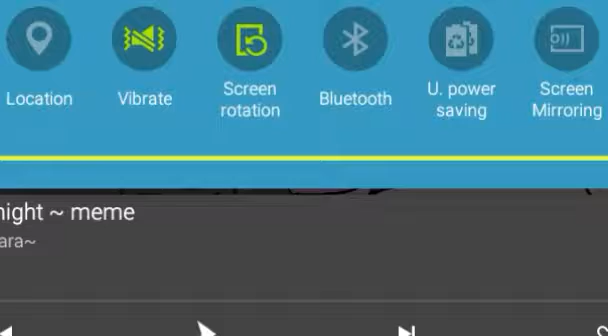 Location
Vibrate
Screen
rotation
Bluetooth
U. power
saving
Screen
Mirroring
night ~ meme
ara~